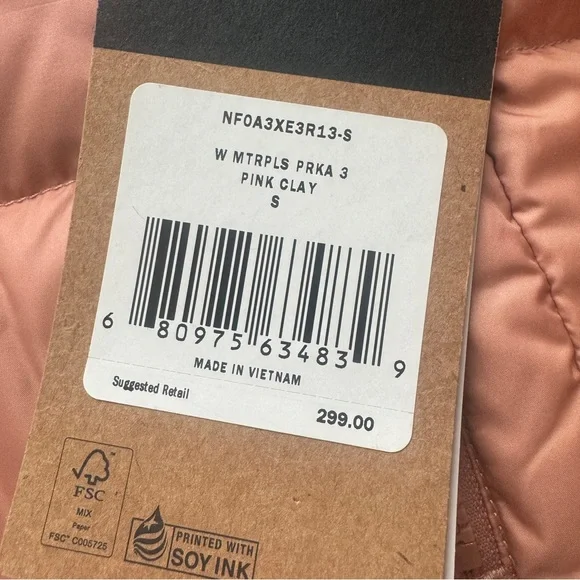 NF0A3XE3R13-S
W MTRPLS PRKA 3
PINK CLAY
S
6 80975 63483 9
MADE IN VIETNAM
Suggested Retail
299.00
FSC
MIX
Paper
FSC™ C005725
PRINTED WITH
SOY INK